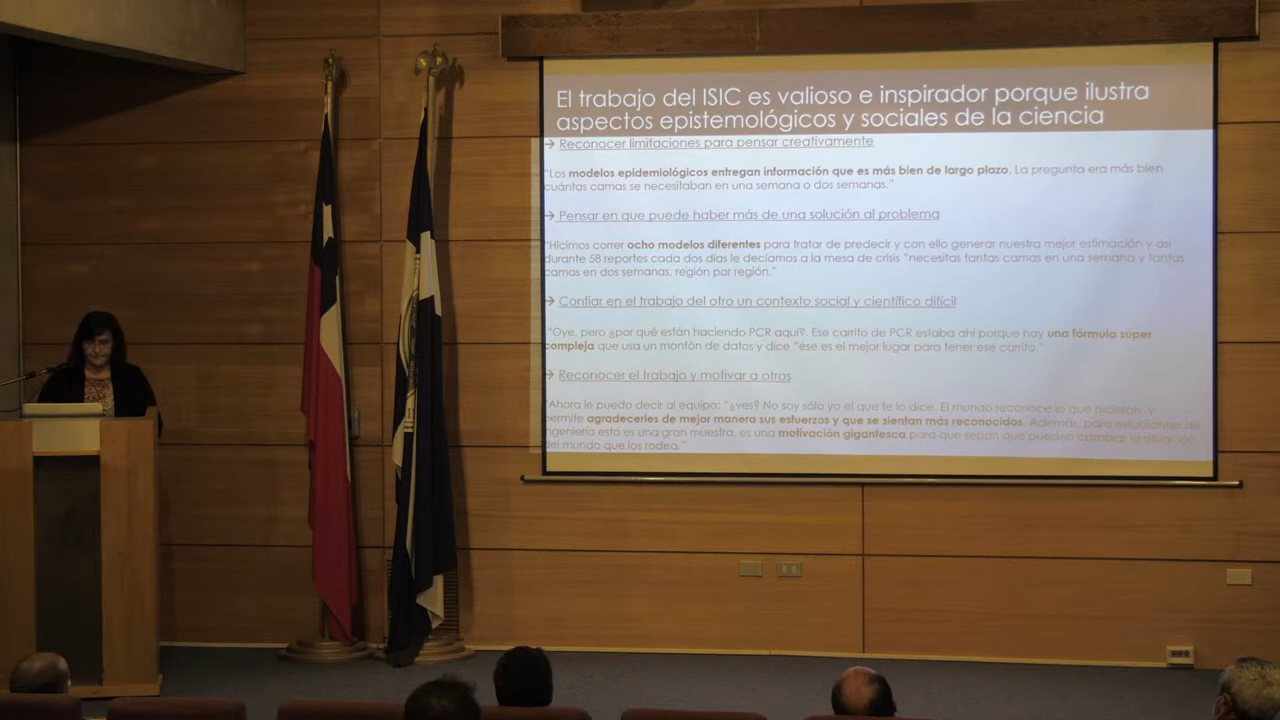 El trabajo del ISIC es valioso e inspirador porque ilustra
aspectos epistemológicos y sociales de la ciencia
→ Reconocer limitaciones para pensar creativamente
"Los modelos epidemiológicos entregan información que es más bien de largo plazo. La pregunta era más bien
cuántas camas se necesitaban en una semana o dos semanas."
→ Pensar en que puede haber más de una solución al problema
"Hicimos correr ocho modelos diferentes para tratar de predecir y con ello generar nuestra mejor estimación y así
durante 58 reportes cada dos días le decíamos a la mesa de crisis "necesitas tantas camas en una semana y tantas
camas en dos semanas, región por región."
→ Confiar en el trabajo del otro un contexto social y científico difícil
"Oye, pero ¿por qué están haciendo PCR aquí?. Ese carrito de PCR estaba ahí porque hay una fórmula súper
compleja que usa un montón de datos y dice "ése es el mejor lugar para tener ese carrito."
→ Reconocer el trabajo y motivar a otros
"Ahora le puedo decir al equipo: "¿ves? No soy sólo yo el que te lo dice. El mundo reconoce lo que hicieron, y
permite agradecerles de mejor manera sus esfuerzos y que se sientan más reconocidos. Además, para estudiantes de
ingeniería esto es una gran muestra, es una motivación gigantesca para que sepan que pueden cambiar la situación
del mundo que los rodea."